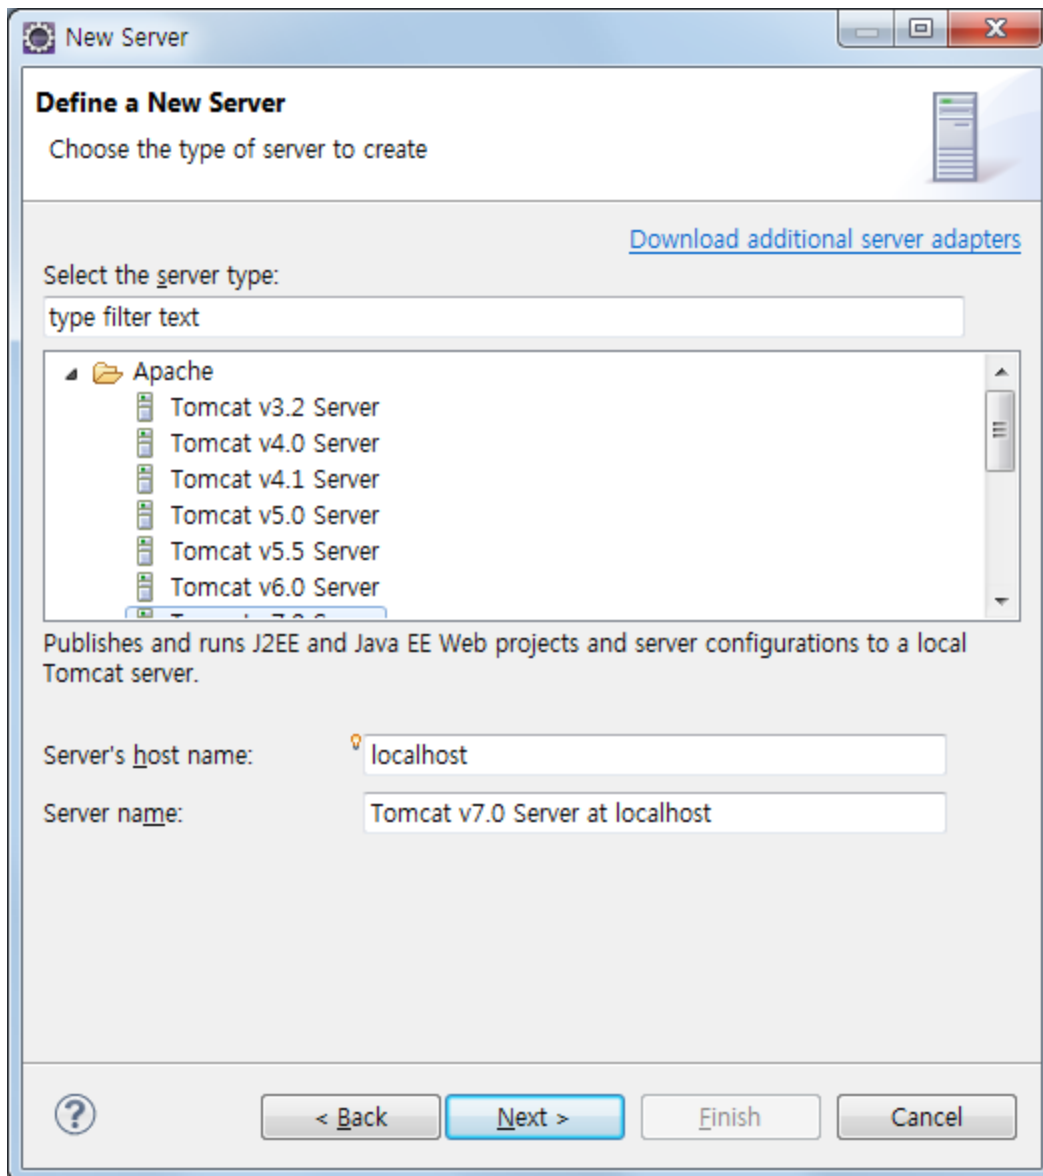 New Server
Define a New Server
Choose the type of server to create
Download additional server adapters
Select the server type:
type filter text
Apache
Tomcat v3.2 Server
Tomcat v4.0 Server
Tomcat v4.1 Server
Tomcat v5.0 Server
Tomcat v5.5 Server
Tomcat v6.0 Server
Publishes and runs J2EE and Java EE Web projects and server configurations to a local
Tomcat server.
Server's host name: localhost
Server name: Tomcat v7.0 Server at localhost
< Back Next > Finish Cancel